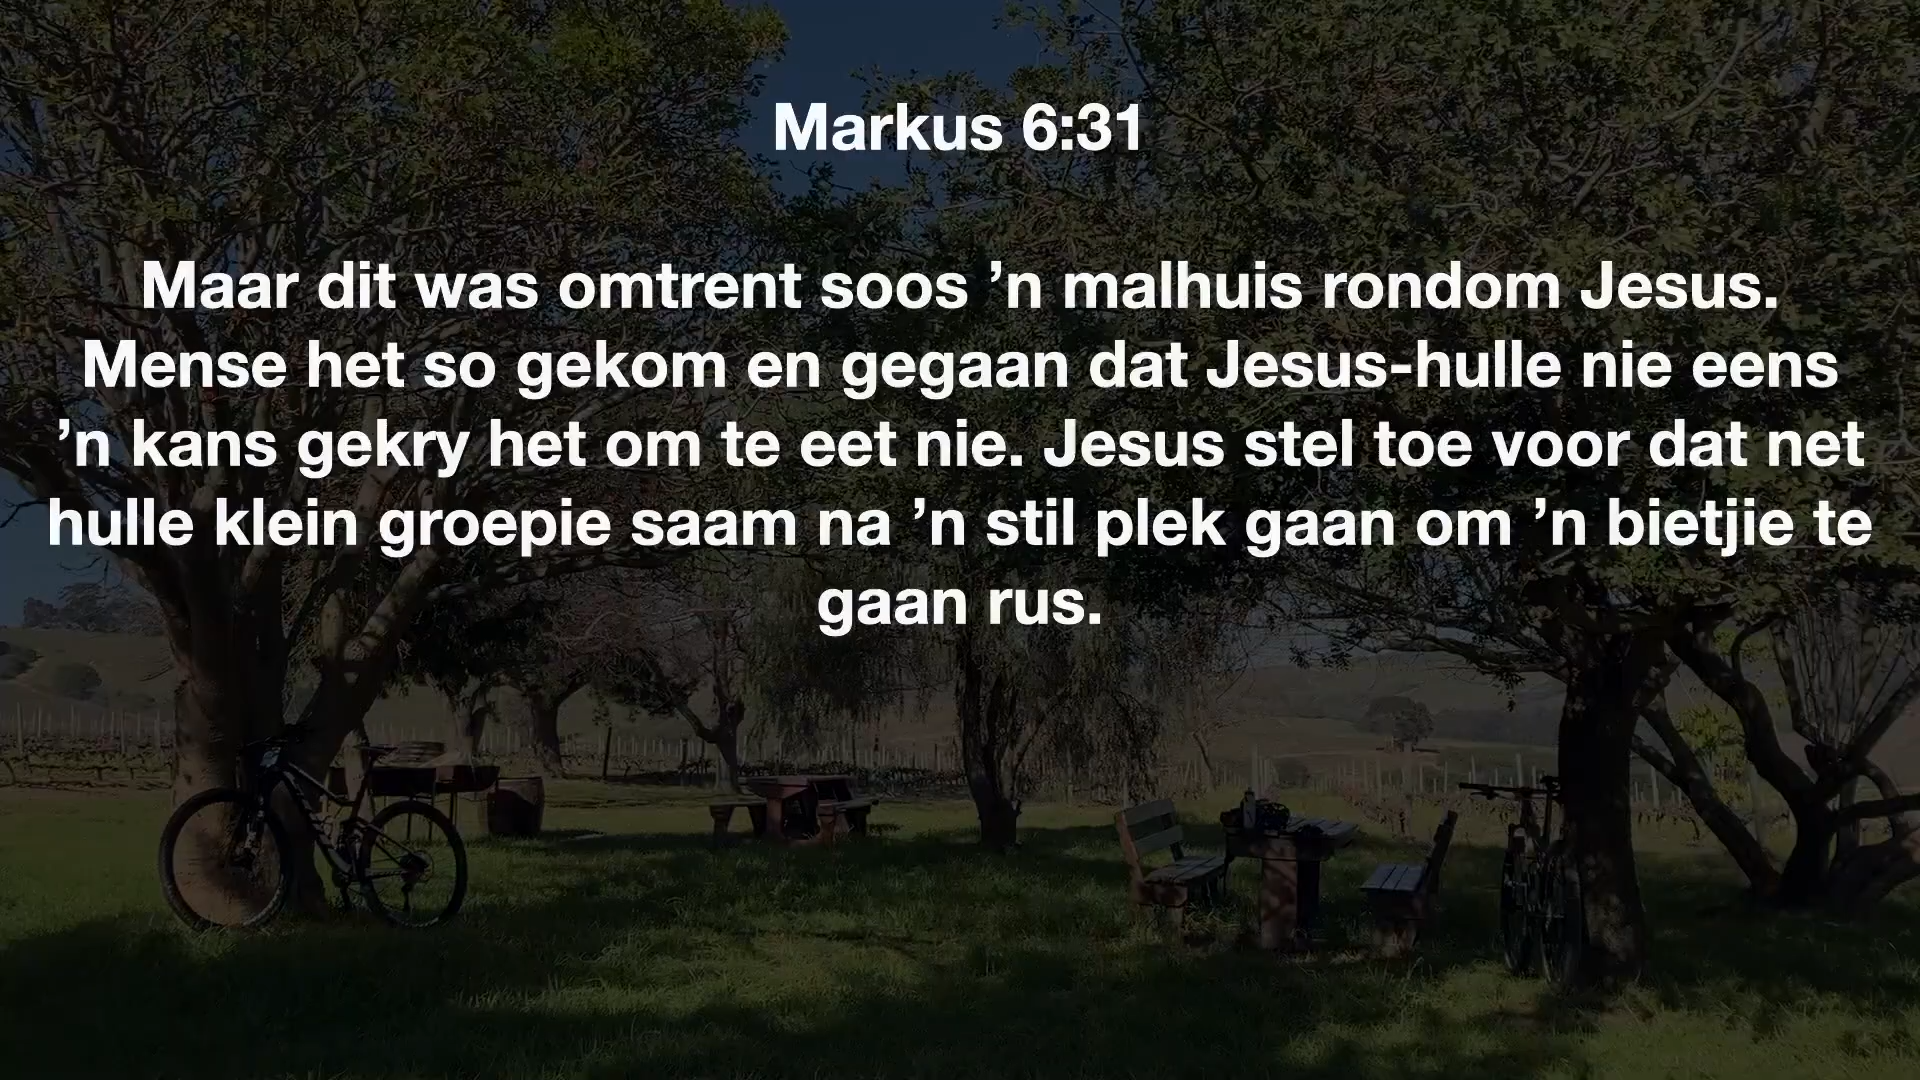 Markus 6:31
Maar dit was omtrent soos ’n malhuis rondom Jesus.
Mense het so gekom en gegaan dat Jesus-hulle nie eens
’n kans gekry het om te eet nie. Jesus stel toe voor dat net
hulle klein groepie saam na ’n stil plek gaan om ’n bietjie te
gaan rus.